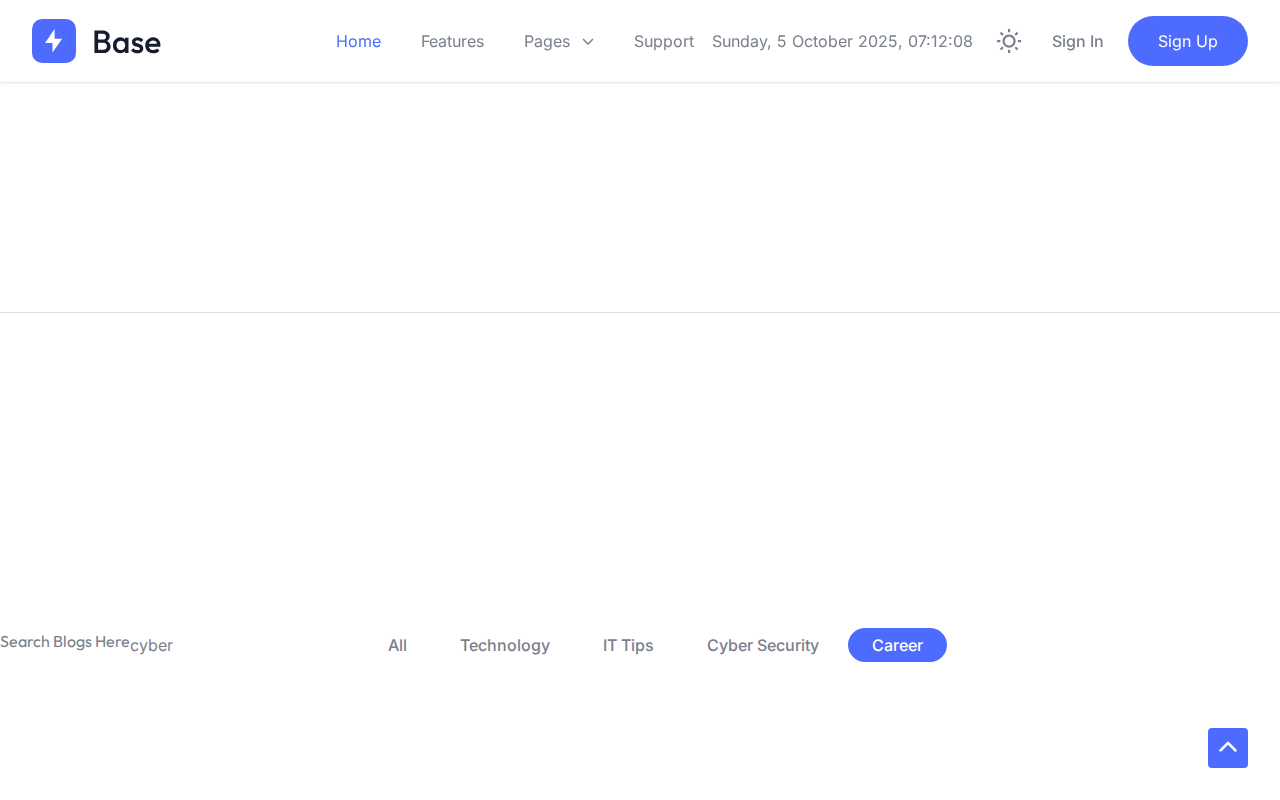 Base
Home Features Pages Support Sunday, 5 October 2025, 07:12:08 Sign In Sign Up
Search Blogs Here cyber All Technology IT Tips Cyber Security Career